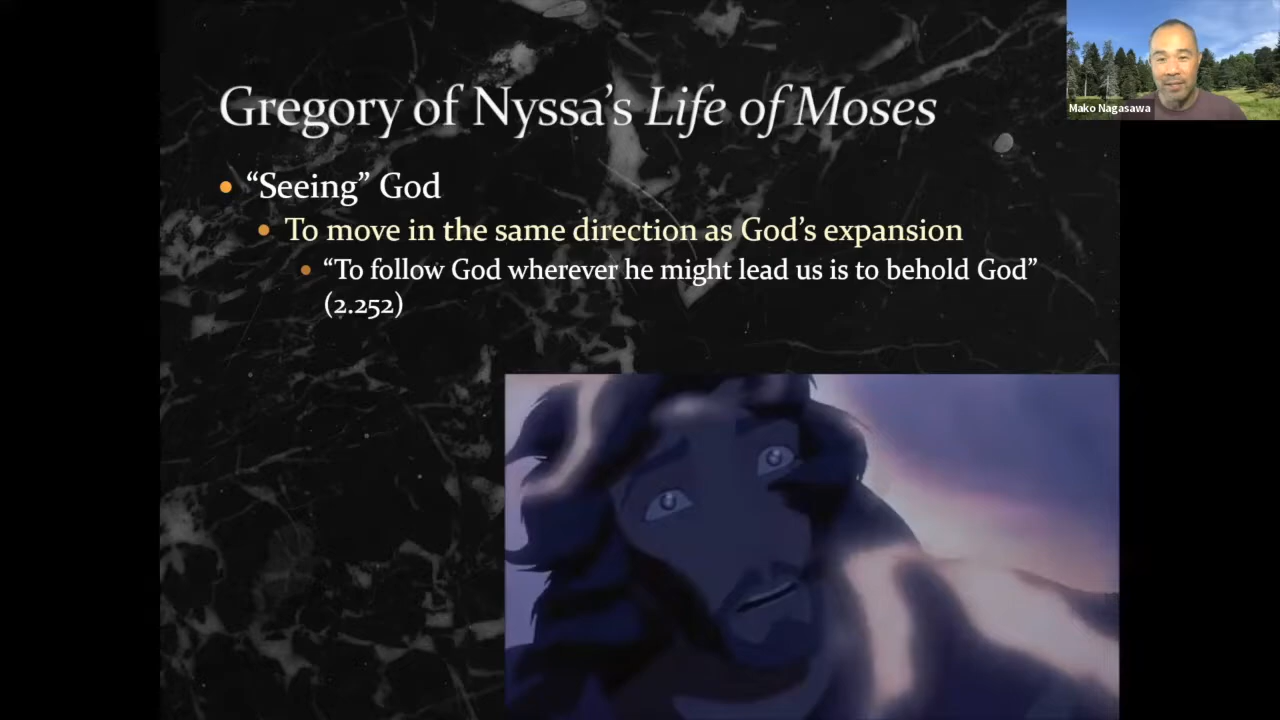 Gregory of Nyssa’s Life of Moses
Mako Nagasawa
“Seeing” God
To move in the same direction as God’s expansion
“To follow God wherever he might lead us is to behold God”
(2.252)